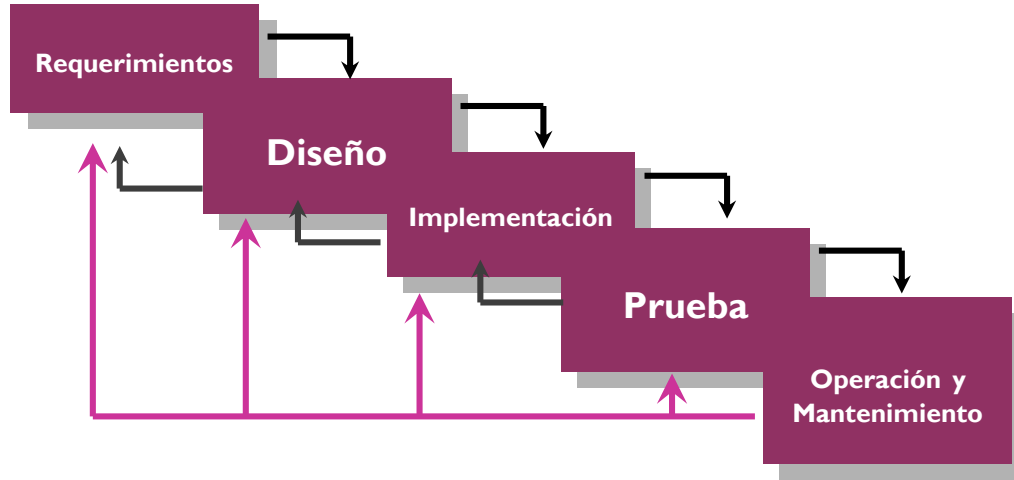 Requerimientos
Diseño
Implementación
Prueba
Operación y
Mantenimiento